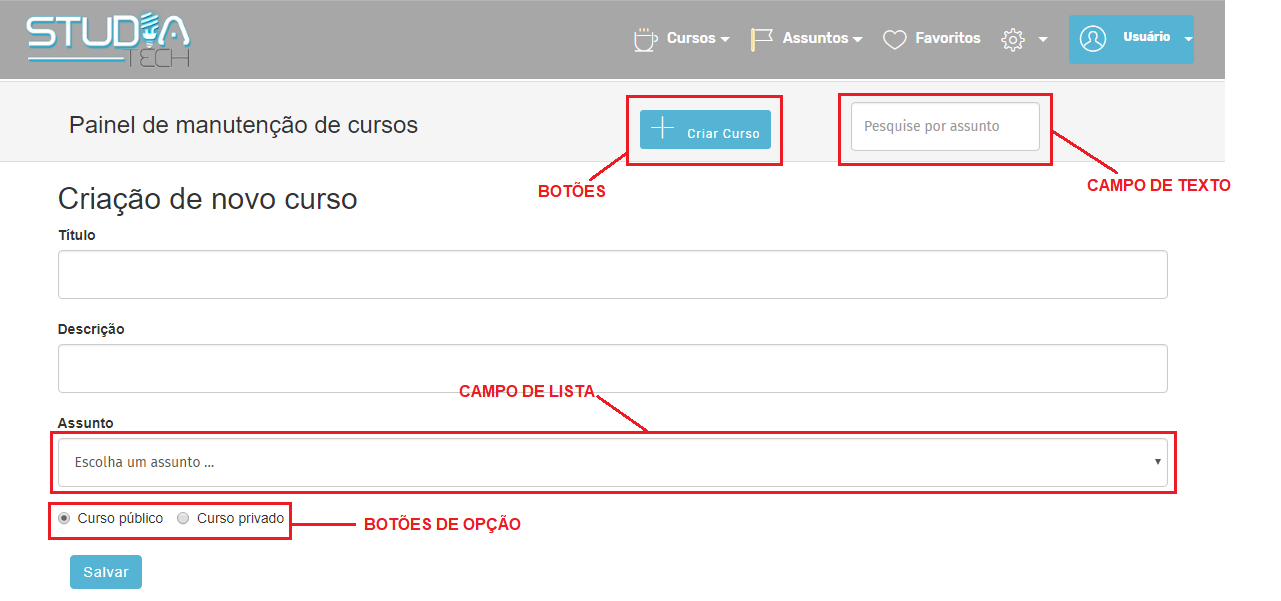 STUDIA
TECH
Cursos
Assuntos
Favoritos
Usuário
Painel de manutenção de cursos
Criar Curso
Pesquise por assunto
BOTÕES
CAMPO DE TEXTO
Criação de novo curso
Título
Descrição
CAMPO DE LISTA
Assunto
Escolha um assunto ...
Curso público
Curso privado
BOTÕES DE OPÇÃO
Salvar